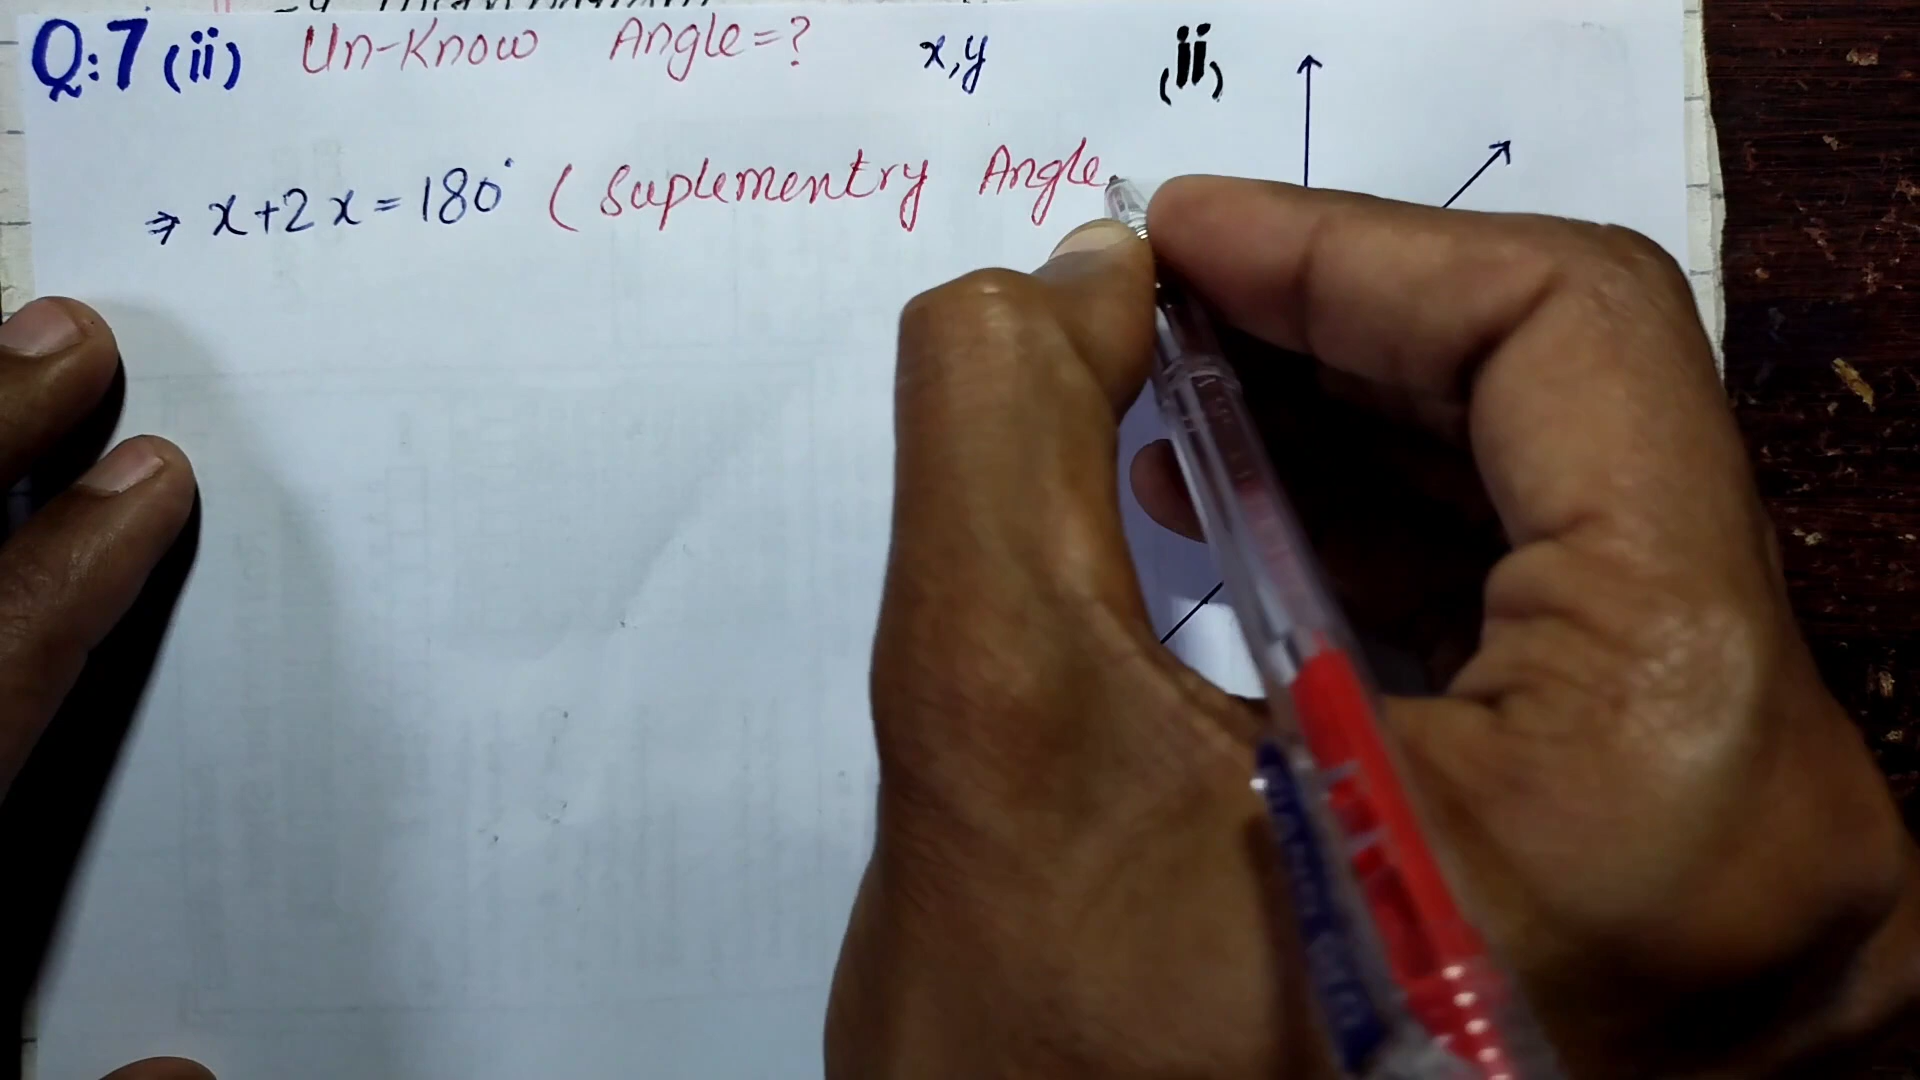 Q:7 (ii) Un-Know Angle=? x,y (ii)
⇒ x+2x=180° (Suplementry Angle